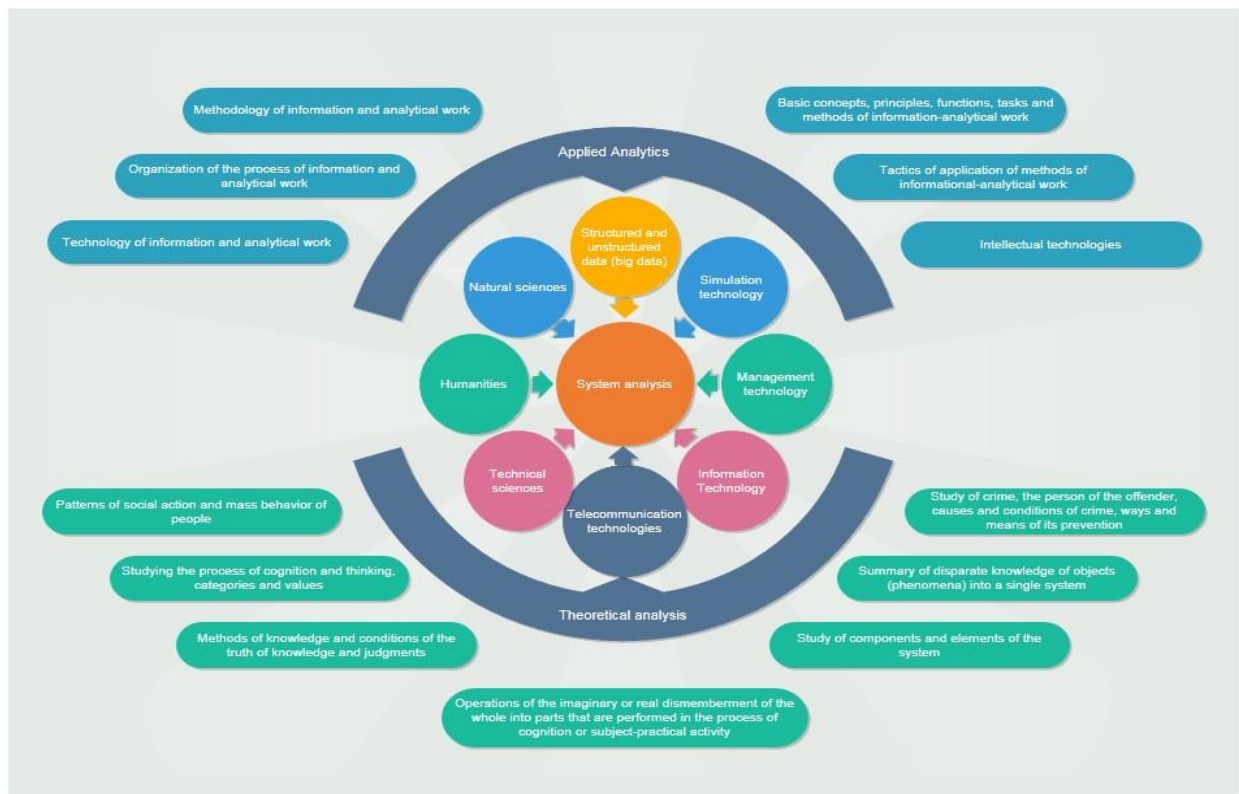 Methodology of information and analytical work
Basic concepts, principles, functions, tasks and
methods of information-analytical work
Applied Analytics
Organization of the process of information and
analytical work
Tactics of application of methods of
informational-analytical work
Technology of information and analytical work
Intellectual technologies
Structured and
unstructured
data (big data)
Natural sciences
Simulation
technology
Humanities
System analysis
Management
technology
Technical
sciences
Information
Technology
Telecommunication
technologies
Patterns of social action and mass behavior of
people
Study of crime, the person of the offender,
causes and conditions of crime, ways and
means of its prevention
Studying the process of cognition and thinking,
categories and values
Summary of disparate knowledge of objects
(phenomena) into a single system
Theoretical analysis
Methods of knowledge and conditions of the
truth of knowledge and judgments
Study of components and elements of the
system
Operations of the imaginary or real dismemberment of the
whole into parts that are performed in the process of
cognition or subject-practical activity